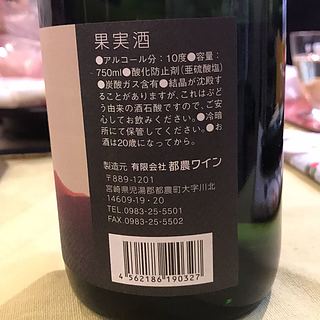 果実酒
●アルコール分：10度●容量：
750ml●酸化防止剤（亜硫酸塩）
●炭酸ガス含有●結晶が沈殿す
ることがありますが、これはぶど
う由来の酒石酸ですので、ご安
心してお飲みください。●冷暗
所にて保管してください。●お
酒は20歳になってから。
製造元 有限会社 都農ワイン
〒889-1201
宮崎県児湯郡都農町大字川北
14609-19・20
TEL.0983-25-5501
FAX.0983-25-5502
4 562186 190327